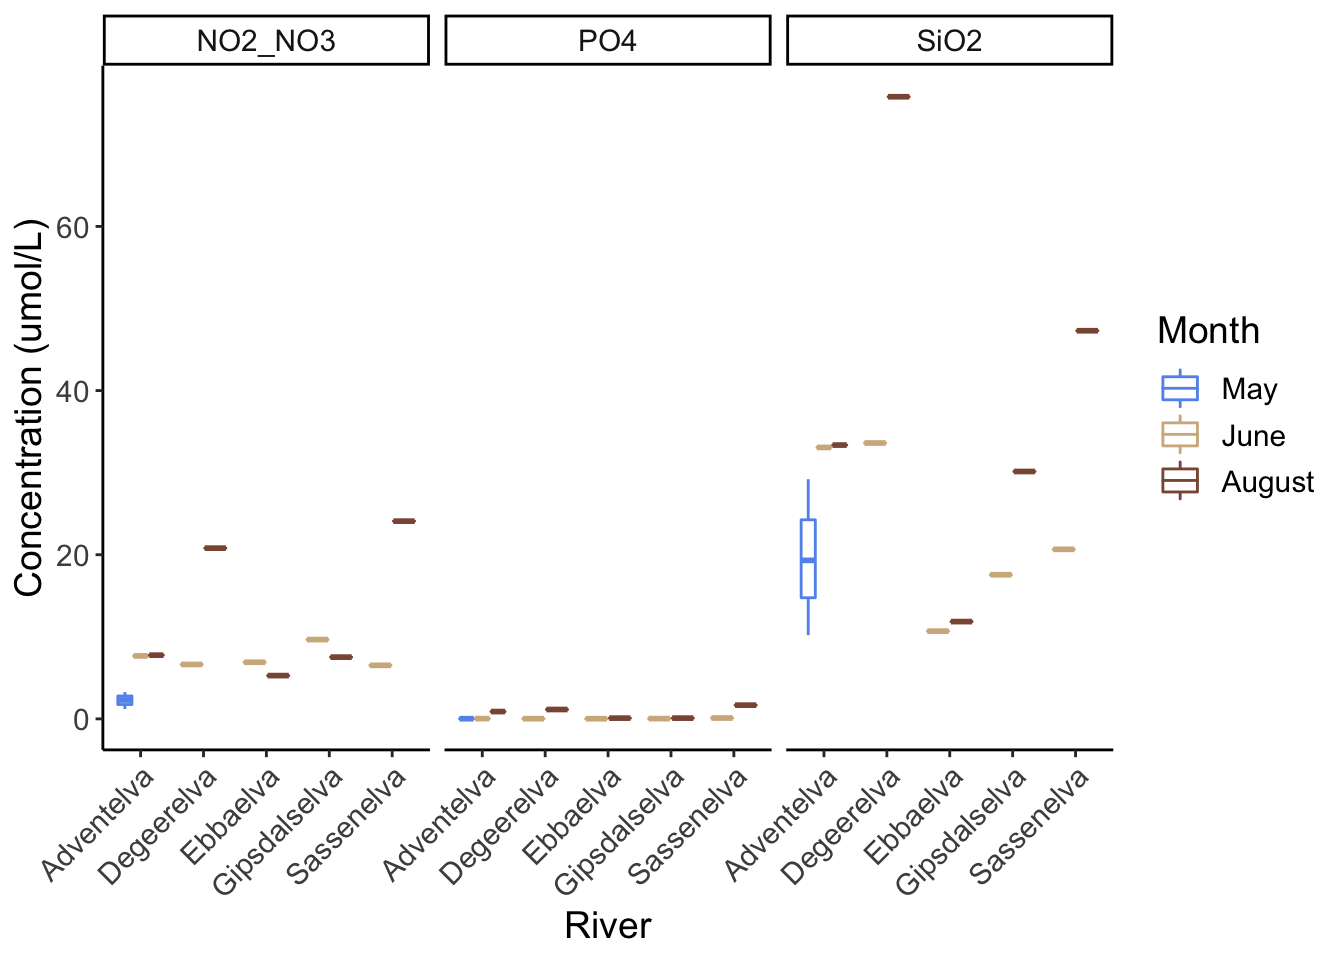 NO2_NO3 PO4 SiO2
Concentration (umol/L)
60
40
20
0
Month
May
June
August
Adventelva Degeerelva Ebbaelva Gipsdalselva Sassenelva Adventelva Degeerelva Ebbaelva Gipsdalselva Sassenelva Adventelva Degeerelva Ebbaelva Gipsdalselva Sassenelva
River